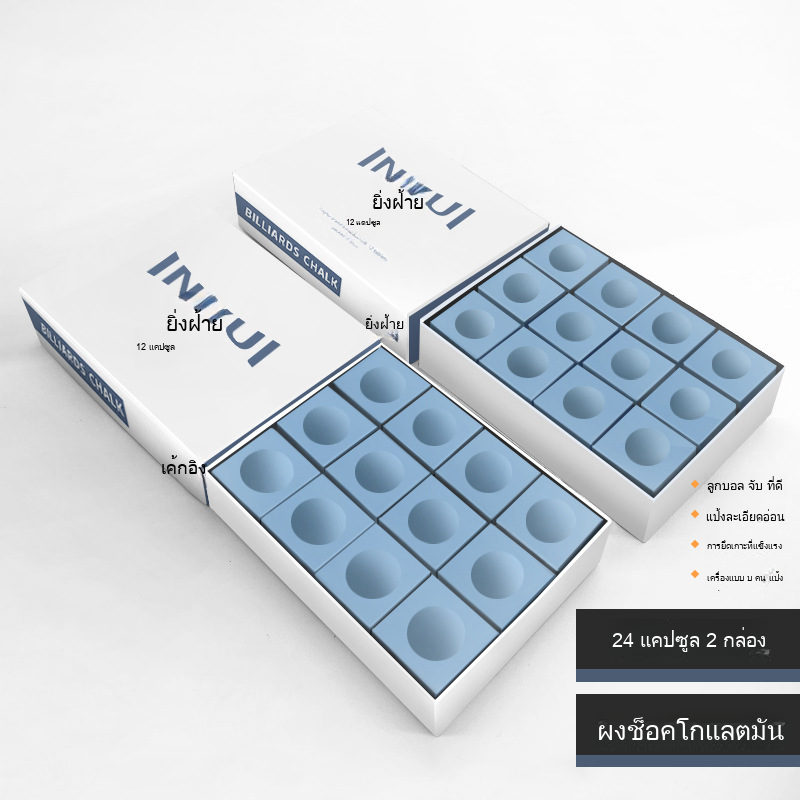 INWUI
ยิ่งฝ้าย
12 แคปซูล
BILLIARDS CHALK
INWUI
ยิ่งฝ้าย
12 แคปซูล
BILLIARDS CHALK
ยิ่งฝ้าย
เค้กอิง
ลูกบอล จับ ที่ดี
แป้งละเอียดอ่อน
การยึดเกาะที่แข็งแรง
เครื่องแบบ บ คนุ แป้ง
24 แคปซูล 2 กล่อง
ผงช็อคโกแลตมัน